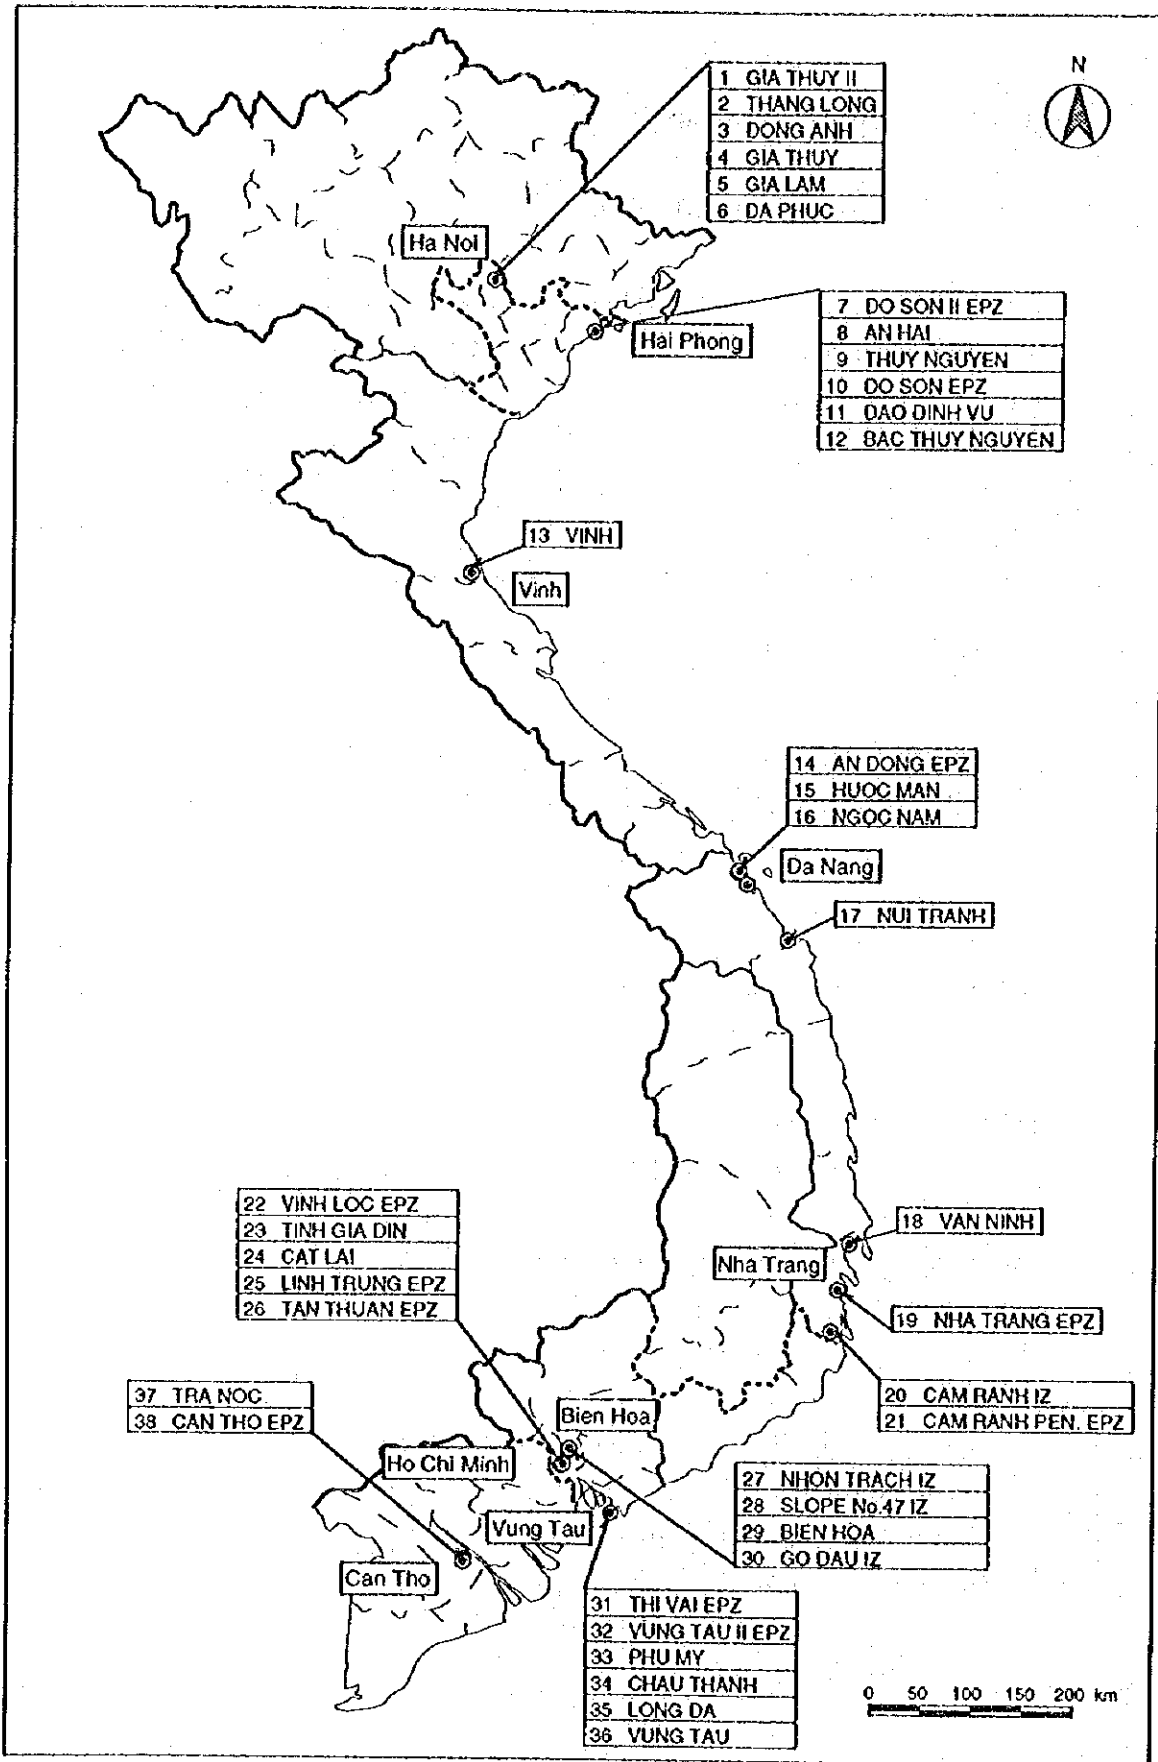 N
1 GIA THUY II
2 THANG LONG
3 DONG ANH
4 GIA THUY
5 GIA LAM
6 DA PHUC
Ha Noi
7 DO SON II EPZ
8 AN HAI
9 THUY NGUYEN
10 DO SON EPZ
11 DAO DINH VU
12 BAC THUY NGUYEN
Hai Phong
13 VINH
Vinh
14 AN DONG EPZ
15 HUOC MAN
16 NGOC NAM
Da Nang
17 NUI TRANH
22 VINH LOC EPZ
23 TINH GIA DIN
24 CAT LAI
25 LINH TRUNG EPZ
26 TAN THUAN EPZ
18 VAN NINH
Nha Trang
19 NHA TRANG EPZ
37 TRA NOC
38 CAN THO EPZ
20 CAM RANH IZ
21 CAM RANH PEN. EPZ
Bien Hoa
Ho Chi Minh
27 NHON TRACH IZ
28 SLOPE No.47 IZ
29 BIEN HOA
30 GO DAU IZ
Vung Tau
Can Tho
31 THI VAI EPZ
32 VUNG TAU II EPZ
33 PHU MY
34 CHAU THANH
35 LONG DA
36 VUNG TAU
0 50 100 150 200 km